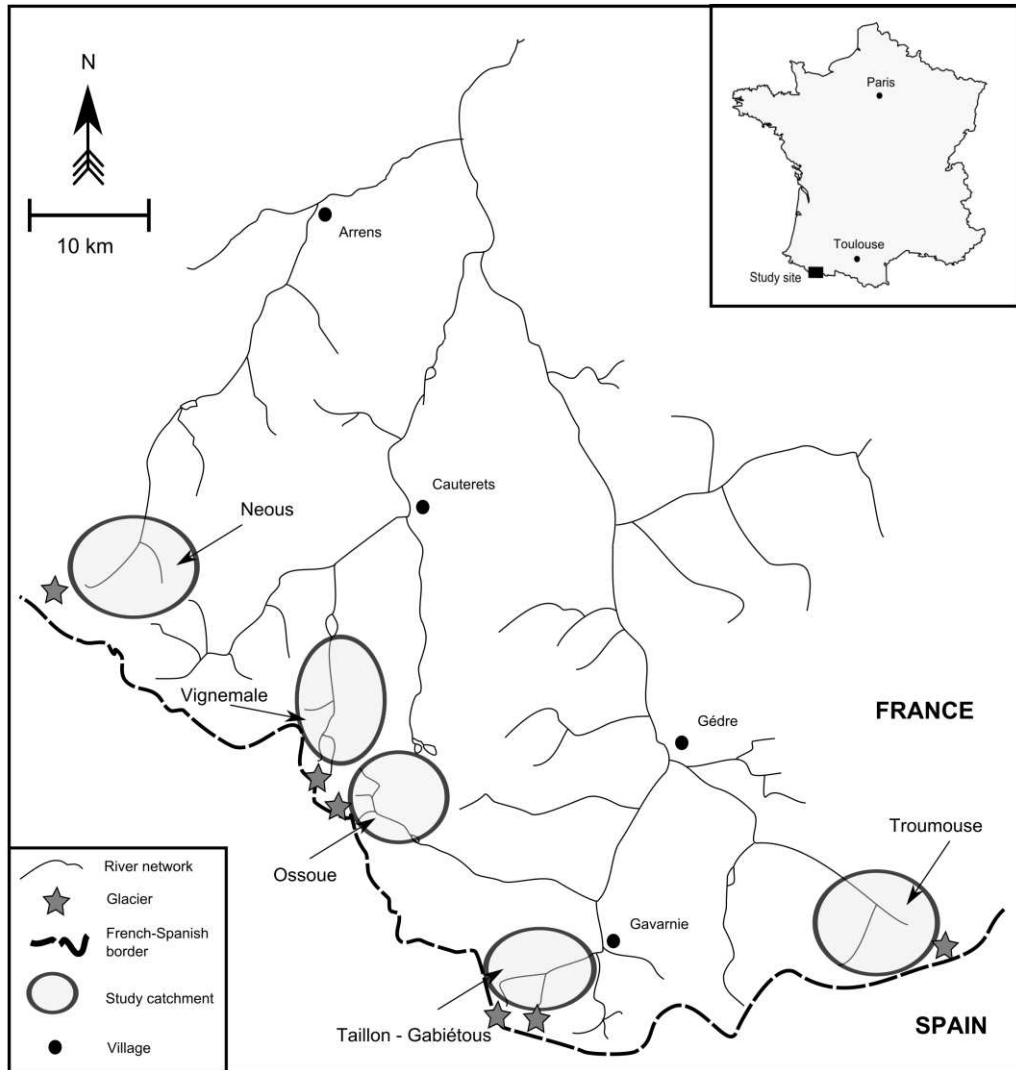 N
10 km
Paris
Toulouse
Study site
Arrens
Cauterets
Neous
Vignemale
FRANCE
Gédre
Troumouse
Ossoue
Gavarnie
SPAIN
Taillon - Gabiétous
River network
Glacier
French-Spanish
border
Study catchment
Village